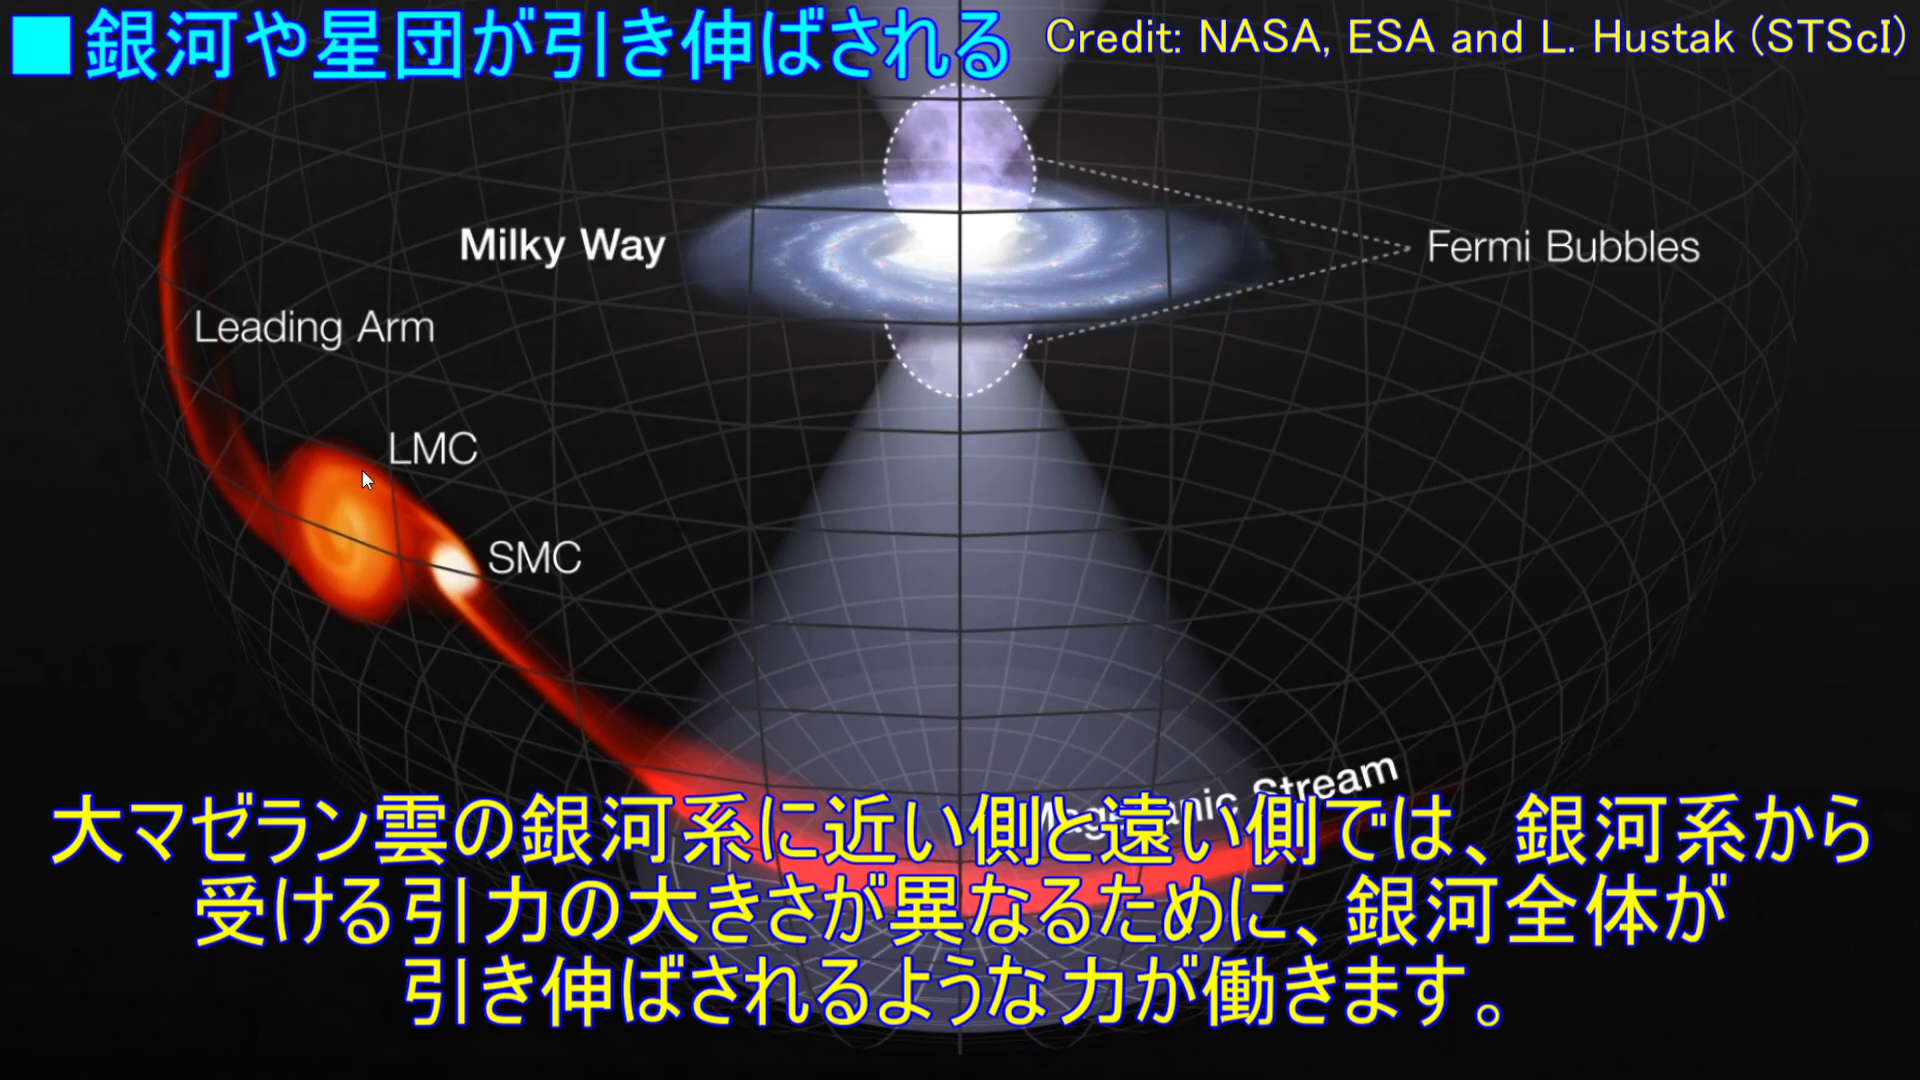 ■銀河や星団が引き伸ばされる
Credit: NASA, ESA and L. Hustak (STScI)
Milky Way
Fermi Bubbles
Leading Arm
LMC
SMC
Magellanic Stream
大マゼラン雲の銀河系に近い側と遠い側では、銀河系から
受ける引力の大きさが異なるために、銀河全体が
引き伸ばされるような力が働きます。